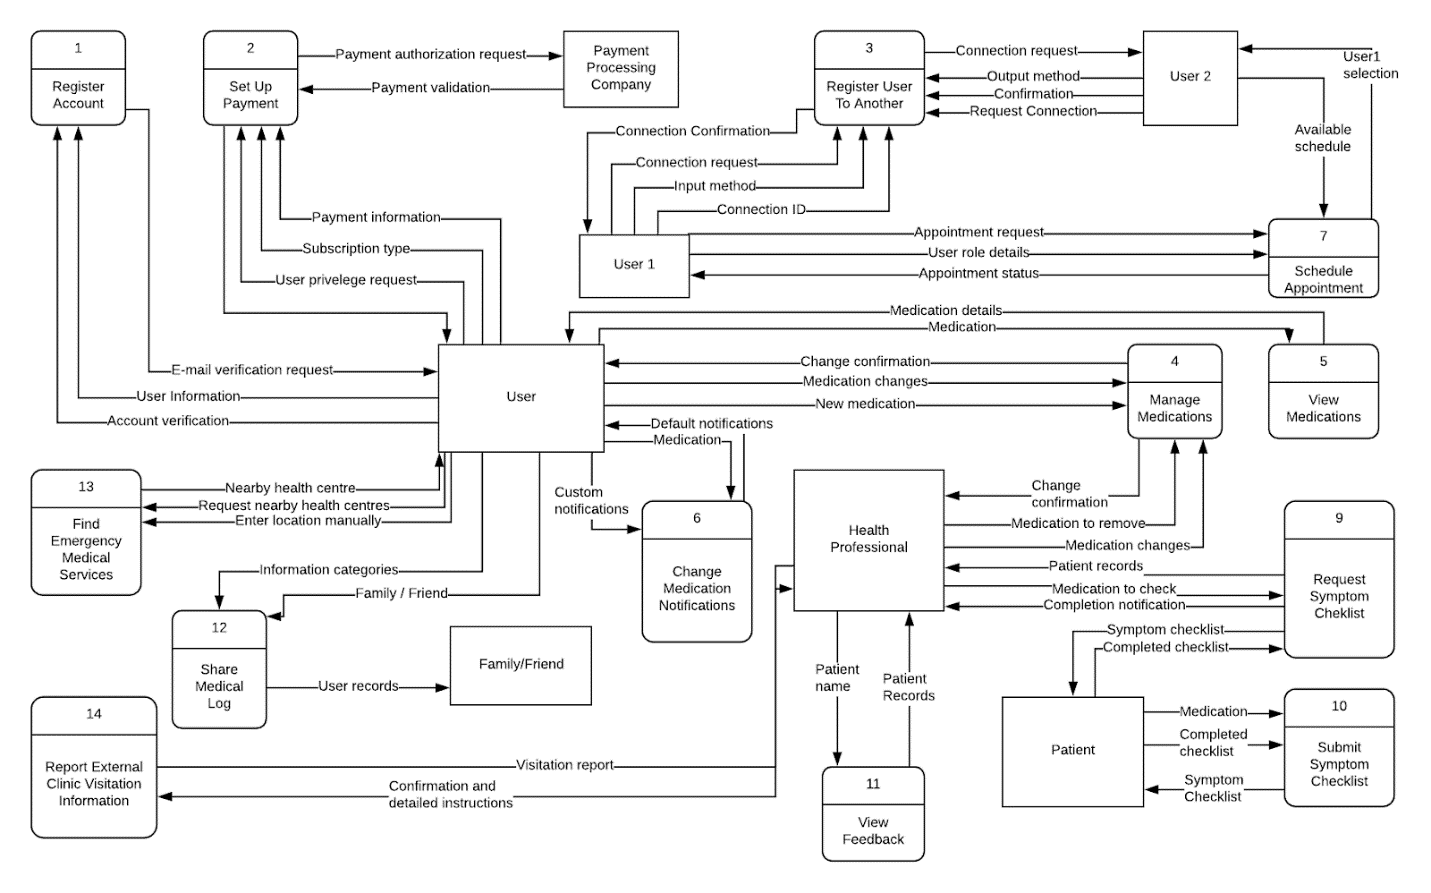 1
Register
Account
2
Set Up
Payment
Payment authorization request
Payment validation
Payment
Processing
Company
3
Register User
To Another
Connection request
Output method
Confirmation
Request Connection
User 2
User1
selection
Available
schedule
Connection Confirmation
Connection request
Input method
Connection ID
User 1
Appointment request
User role details
Appointment status
7
Schedule
Appointment
Payment information
Subscription type
User privelege request
Medication details
Medication
E-mail verification request
User Information
Account verification
User
Change confirmation
Medication changes
New medication
4
Manage
Medications
5
View
Medications
Default notifications
Medication
Custom
notifications
6
Change
Medication
Notifications
13
Find
Emergency
Medical
Services
Nearby health centre
Request nearby health centres
Enter location manually
Information categories
Family / Friend
12
Share
Medical
Log
User records
Family/Friend
Health
Professional
Change
confirmation
Medication to remove
Medication changes
Patient records
Medication to check
Completion notification
9
Request
Symptom
Cheklist
Symptom checklist
Completed checklist
Patient
name
Patient
Records
Patient
Medication
Completed
checklist
Symptom
Checklist
10
Submit
Symptom
Checklist
14
Report External
Clinic Visitation
Information
Visitation report
Confirmation and
detailed instructions
11
View
Feedback